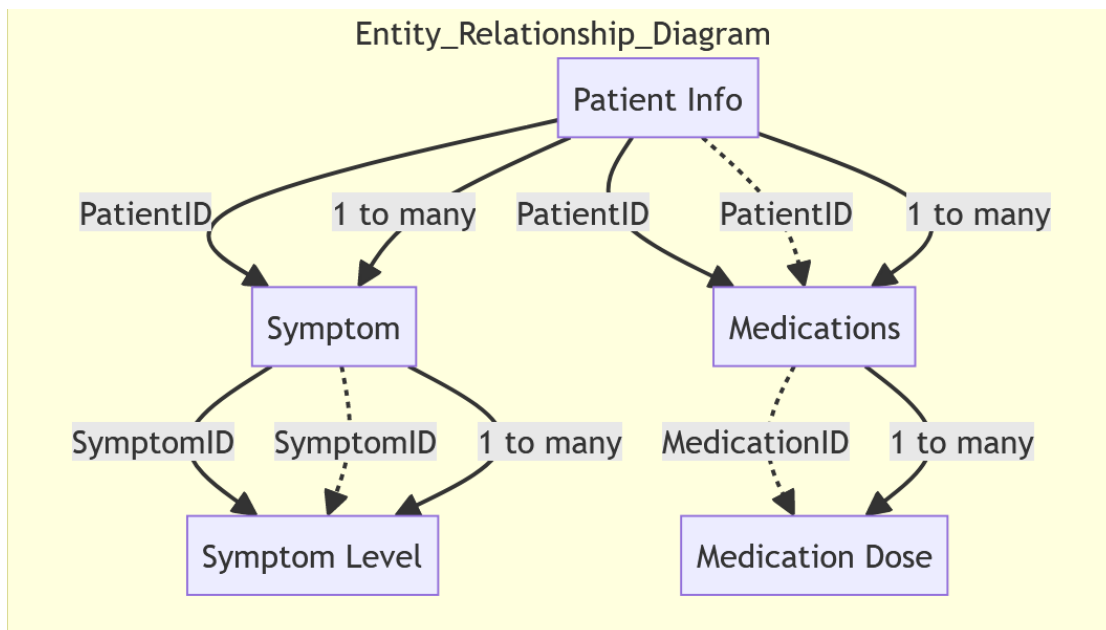 Entity_Relationship_Diagram
Patient Info
PatientID
1 to many
PatientID
PatientID
1 to many
Symptom
Medications
SymptomID
SymptomID
1 to many
MedicationID
1 to many
Symptom Level
Medication Dose